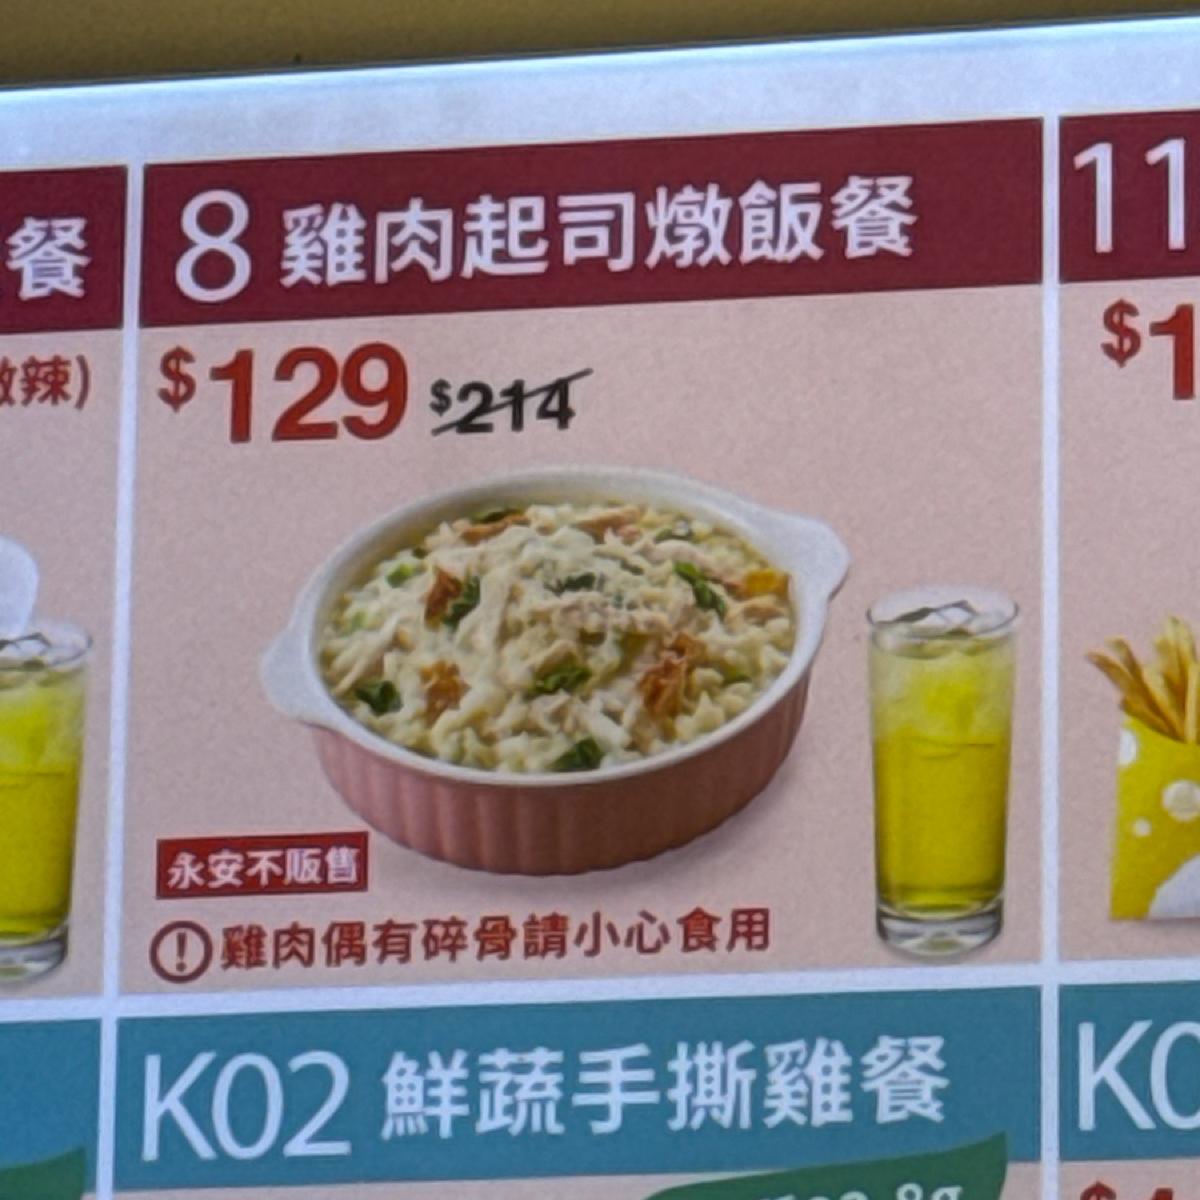 餐
8 雞肉起司燉飯餐
11
辣)
$129 $214
$1
永安不販售
雞肉偶有碎骨請小心食用
K02 鮮蔬手撕雞餐
K0